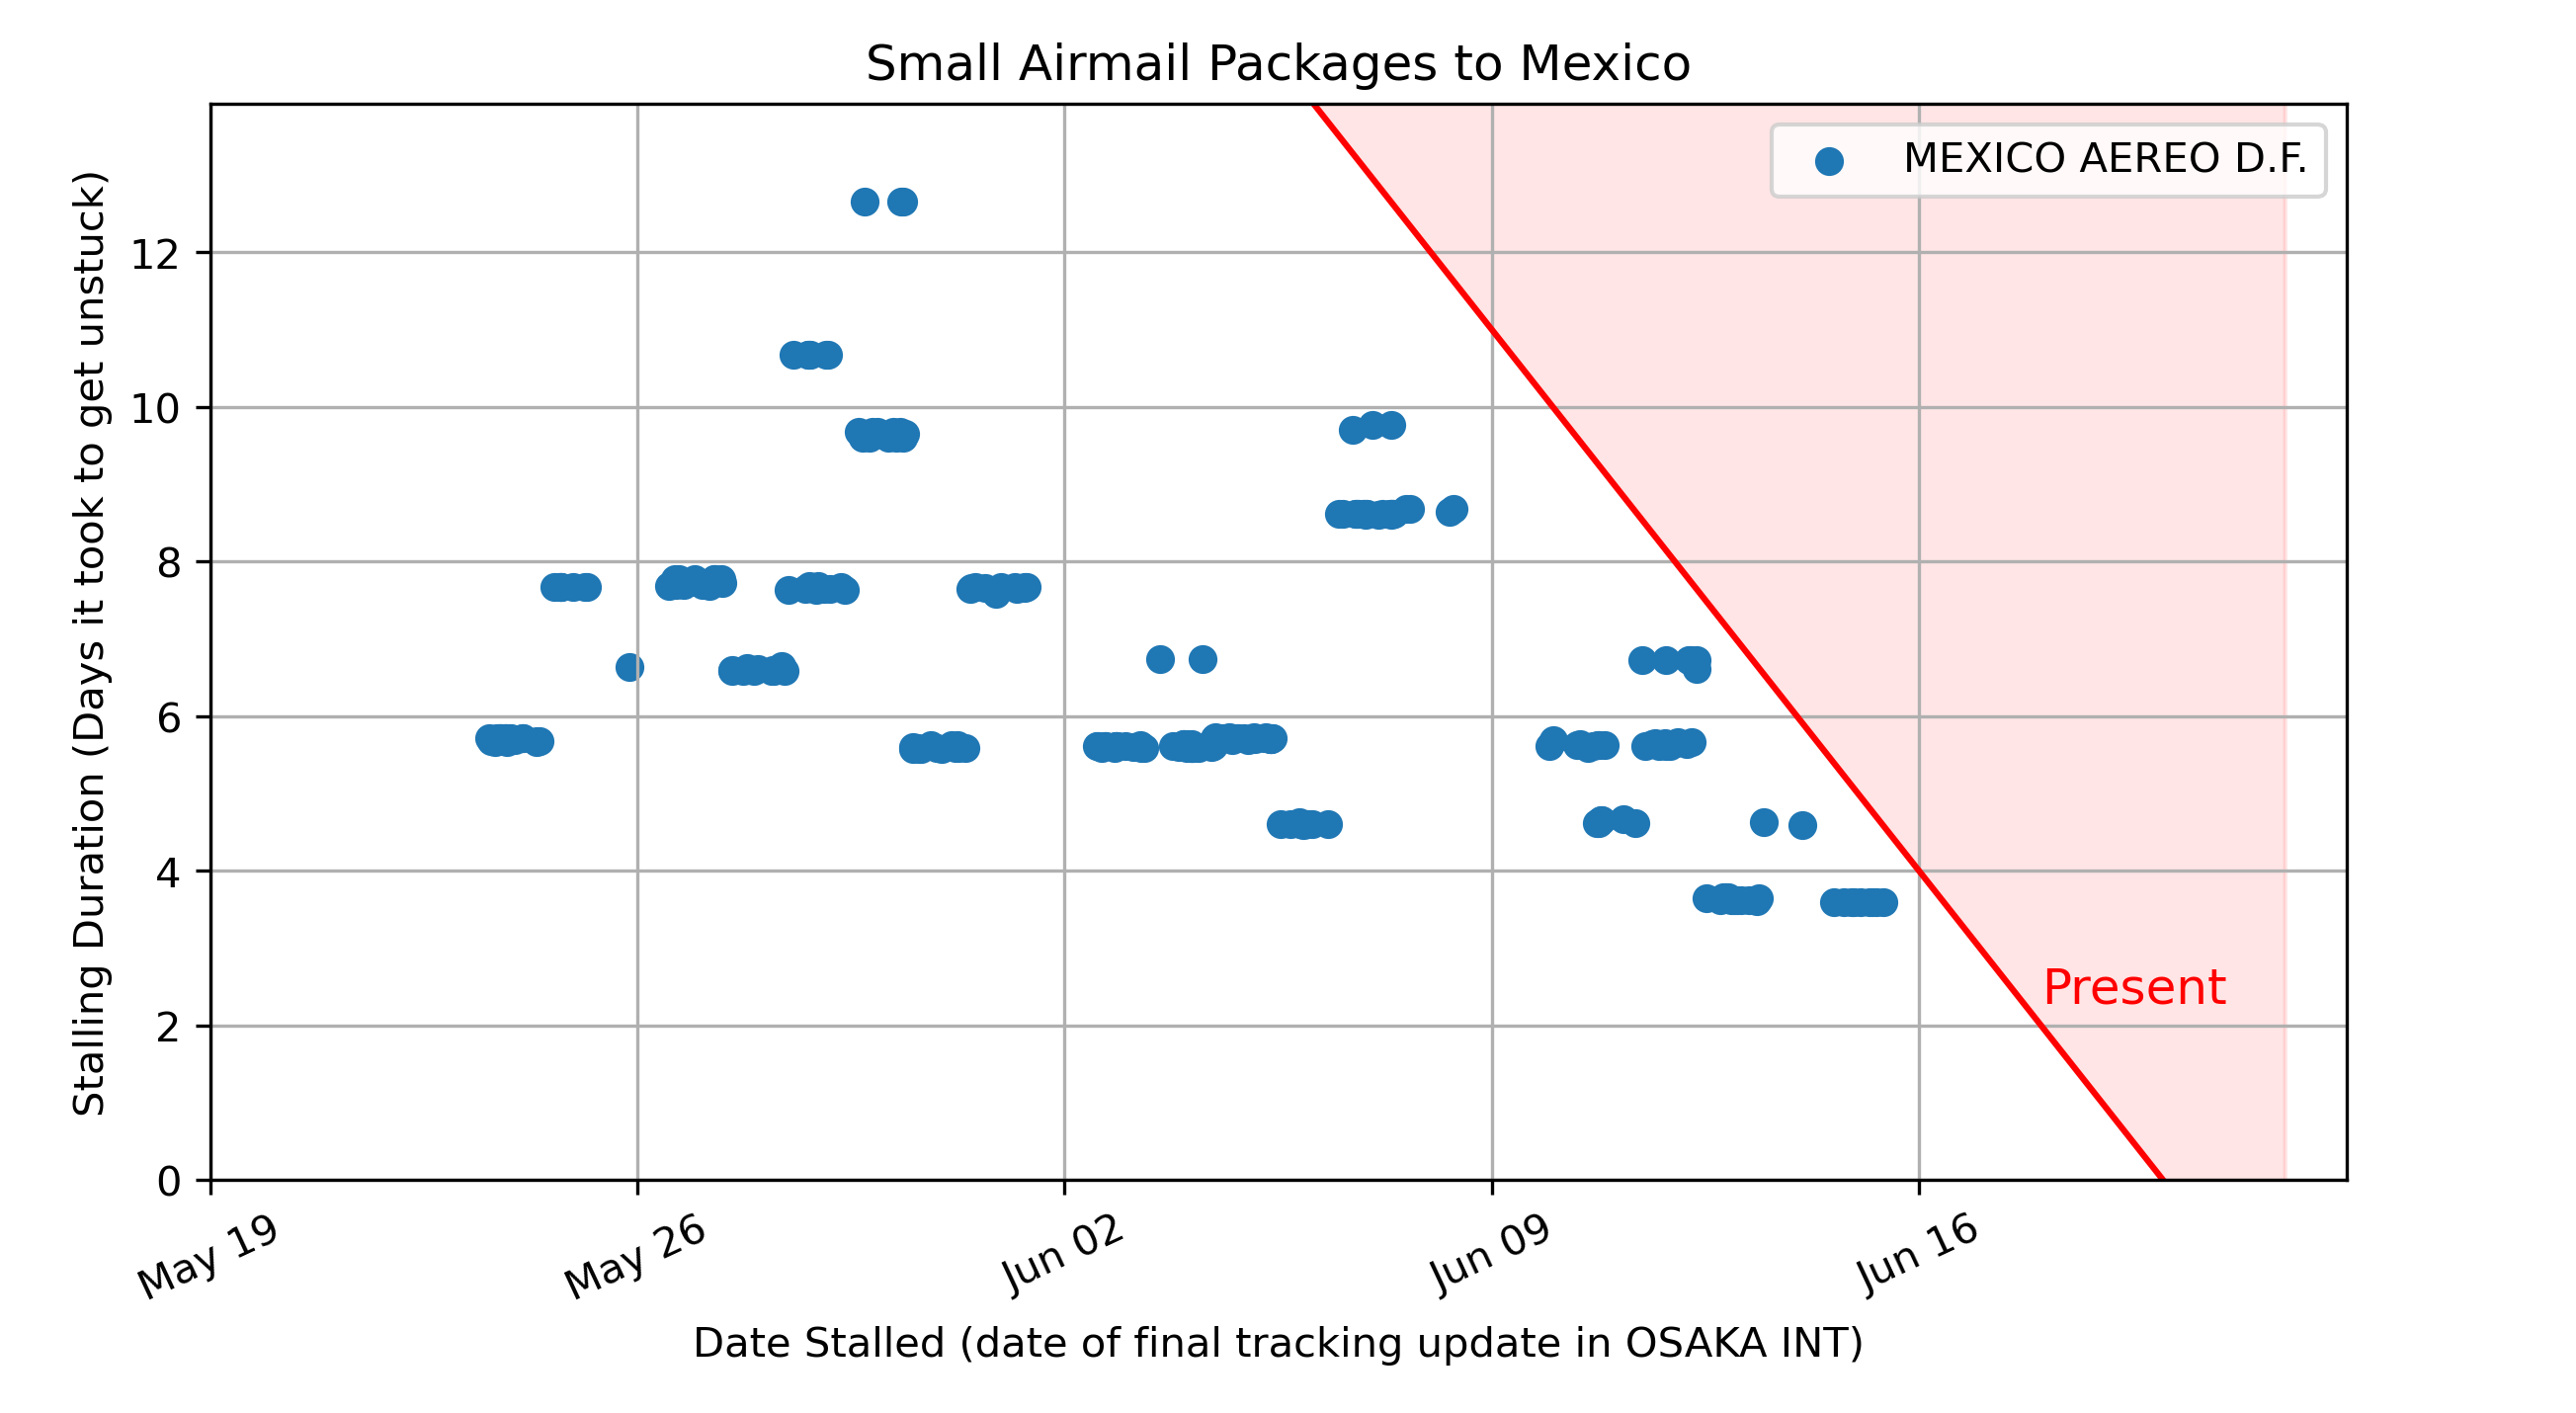 Small Airmail Packages to Mexico
MEXICO AEREO D.F.
Stalling Duration (Days it took to get unstuck)
12
10
8
6
4
2
0
Present
May 19
May 26
Jun 02
Jun 09
Jun 16
Date Stalled (date of final tracking update in OSAKA INT)